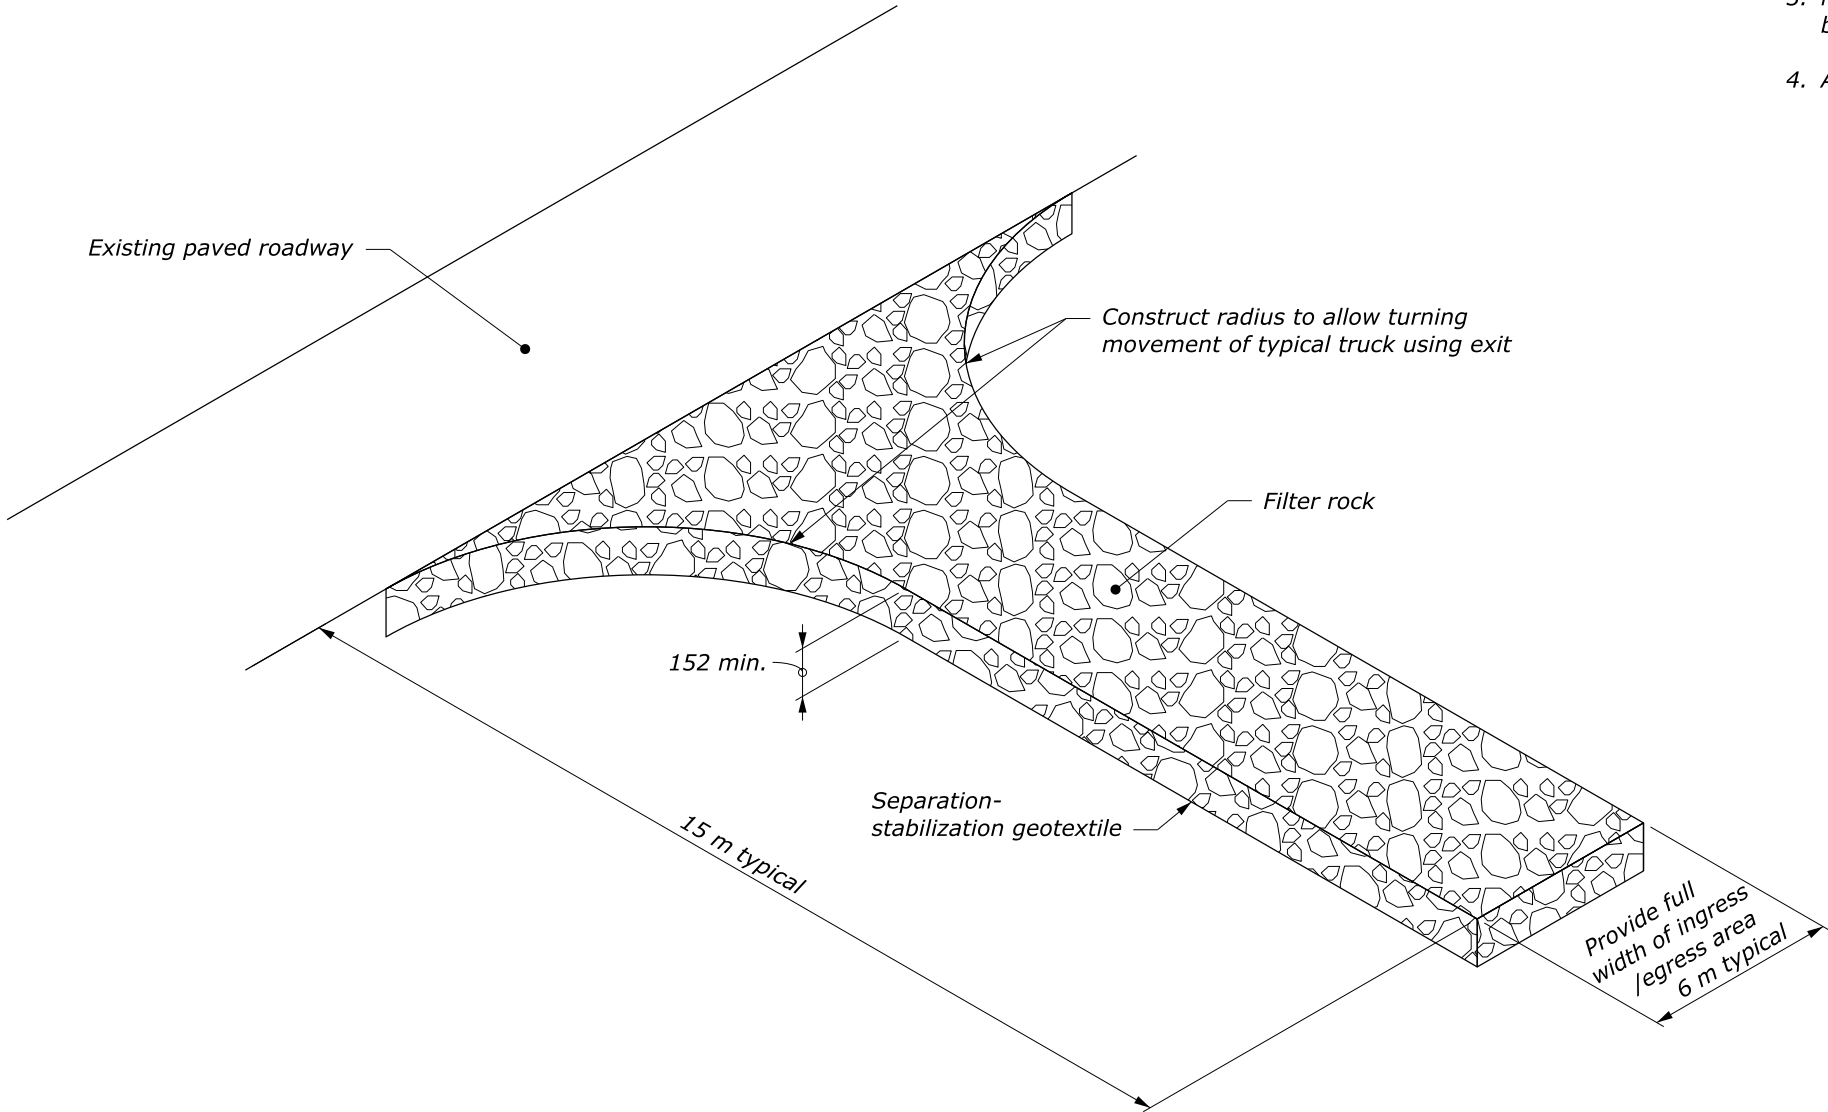 4.
Existing paved roadway
Construct radius to allow turning
movement of typical truck using exit
Filter rock
152 min.
Separation-
stabilization geotextile
15 m typical
Provide full
width of ingress
/egress area
6 m typical